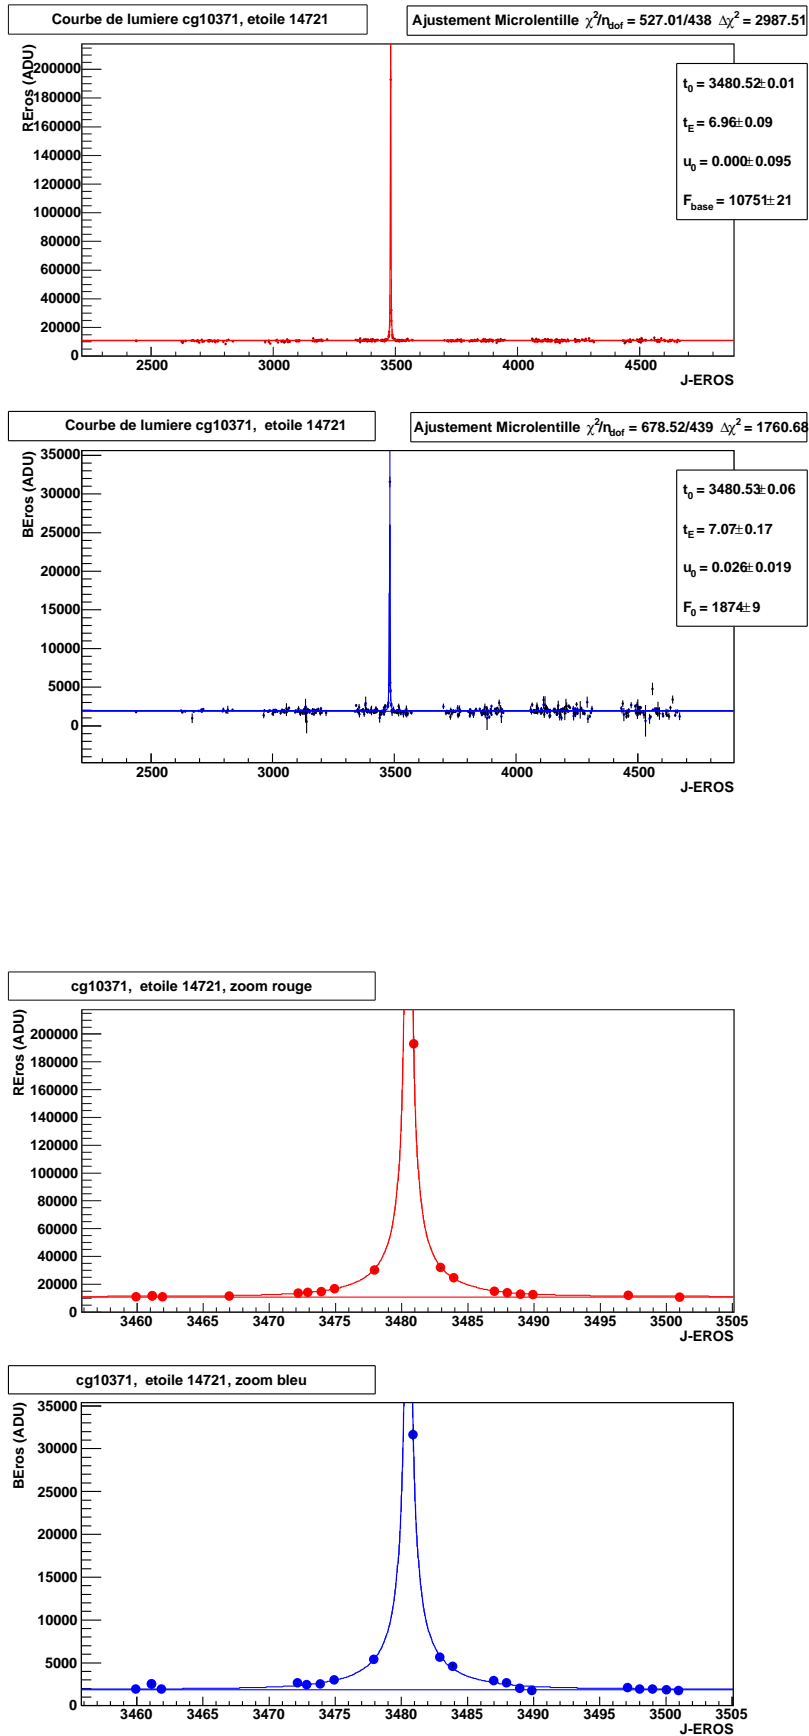 Courbe de lumiere cg10371, etoile 14721
Ajustement Microlentille χ²/n_dof = 527.01/438 Δχ² = 2987.51
REros (ADU)
200000
180000
160000
140000
120000
100000
80000
60000
40000
20000
0
t₀ = 3480.52±0.01
t_E = 6.96±0.09
u₀ = 0.000±0.095
F_base = 10751±21
2500 3000 3500 4000 4500
J-EROS
Courbe de lumiere cg10371, etoile 14721
Ajustement Microlentille χ²/n_dof = 678.52/439 Δχ² = 1760.68
BEros (ADU)
35000
30000
25000
20000
15000
10000
5000
0
t₀ = 3480.53±0.06
t_E = 7.07±0.17
u₀ = 0.026±0.019
F₀ = 1874±9
2500 3000 3500 4000 4500
J-EROS
cg10371, etoile 14721, zoom rouge
REros (ADU)
200000
180000
160000
140000
120000
100000
80000
60000
40000
20000
0
3460 3465 3470 3475 3480 3485 3490 3495 3500 3505
J-EROS
cg10371, etoile 14721, zoom bleu
BEros (ADU)
35000
30000
25000
20000
15000
10000
5000
0
3460 3465 3470 3475 3480 3485 3490 3495 3500 3505
J-EROS